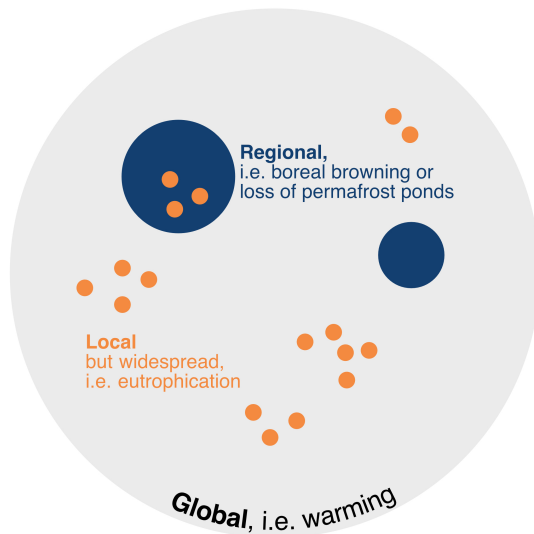 Regional,
i.e. boreal browning or
loss of permafrost ponds
Local
but widespread,
i.e. eutrophication
Global, i.e. warming